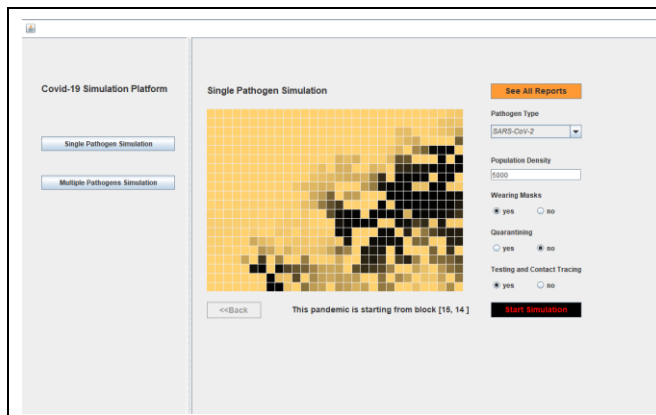 Covid-19 Simulation Platform
Single Pathogen Simulation
Multiple Pathogens Simulation
Single Pathogen Simulation
<<Back
This pandemic is starting from block [15, 14 ]
See All Reports
Pathogen Type
SARS-CoV-2
Population Density
5000
Wearing Masks
yes no
Quarantining
yes no
Testing and Contact Tracing
yes no
Start Simulation